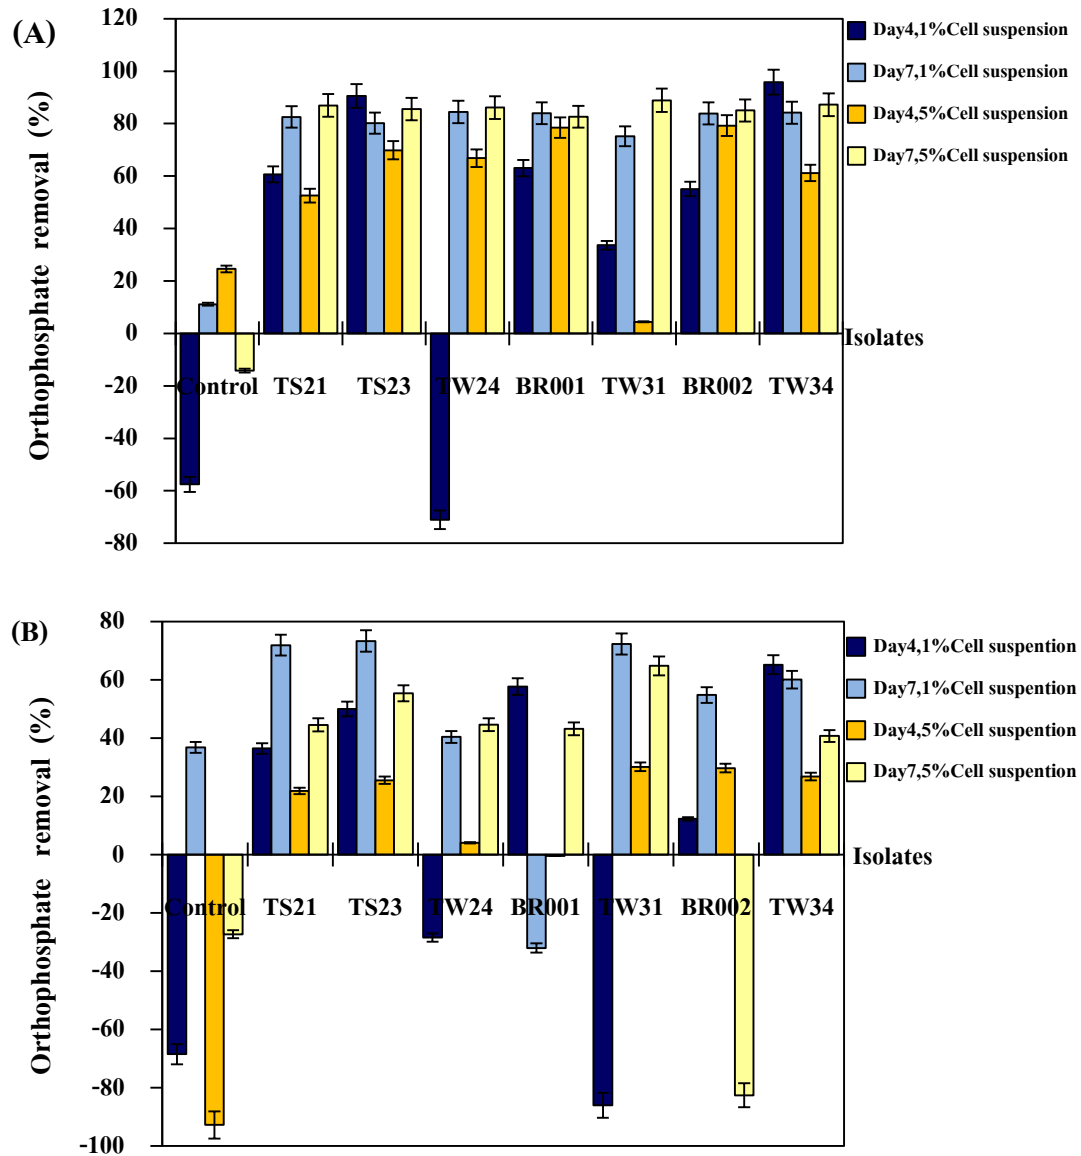 (A)
Orthophosphate removal (%)
120
100
80
60
40
20
0
-20
-40
-60
-80
Control TS21 TS23 TW24 BR001 TW31 BR002 TW34
Isolates
Day4,1%Cell suspension
Day7,1%Cell suspension
Day4,5%Cell suspension
Day7,5%Cell suspension
(B)
Orthophosphate removal (%)
80
60
40
20
0
-20
-40
-60
-80
-100
Control TS21 TS23 TW24 BR001 TW31 BR002 TW34
Isolates
Day4,1%Cell suspention
Day7,1%Cell suspention
Day4,5%Cell suspention
Day7,5%Cell suspention